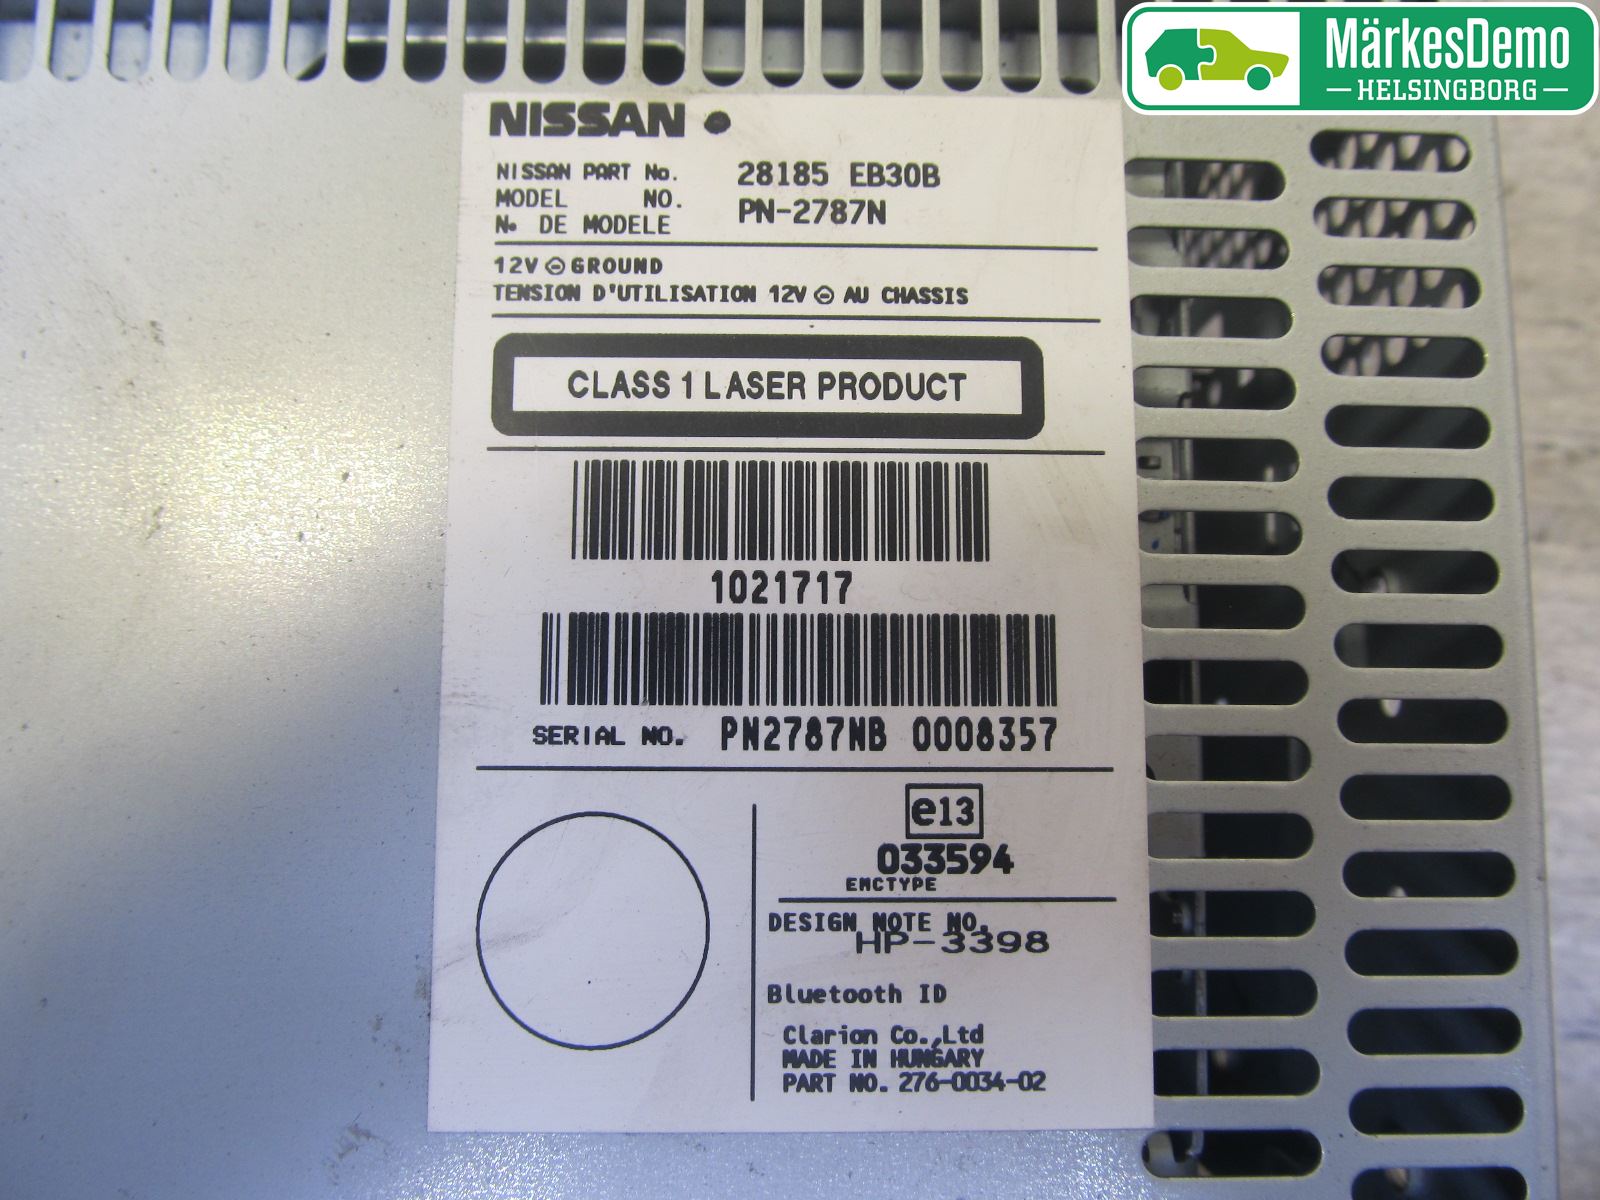 MärkesDemo
HELSINGBORG
NISSAN
NISSAN PART No. 28185 EB30B
MODEL NO. PN-2787N
No DE MODELE
12V ⊖ GROUND
TENSION D'UTILISATION 12V ⊖ AU CHASSIS
CLASS 1 LASER PRODUCT
1021717
SERIAL NO. PN2787NB 0008357
e13
033594
EMCTYPE
DESIGN NOTE NO.
HP-3398
Bluetooth ID
Clarion Co.,Ltd
MADE IN HUNGARY
PART NO. 276-0034-02